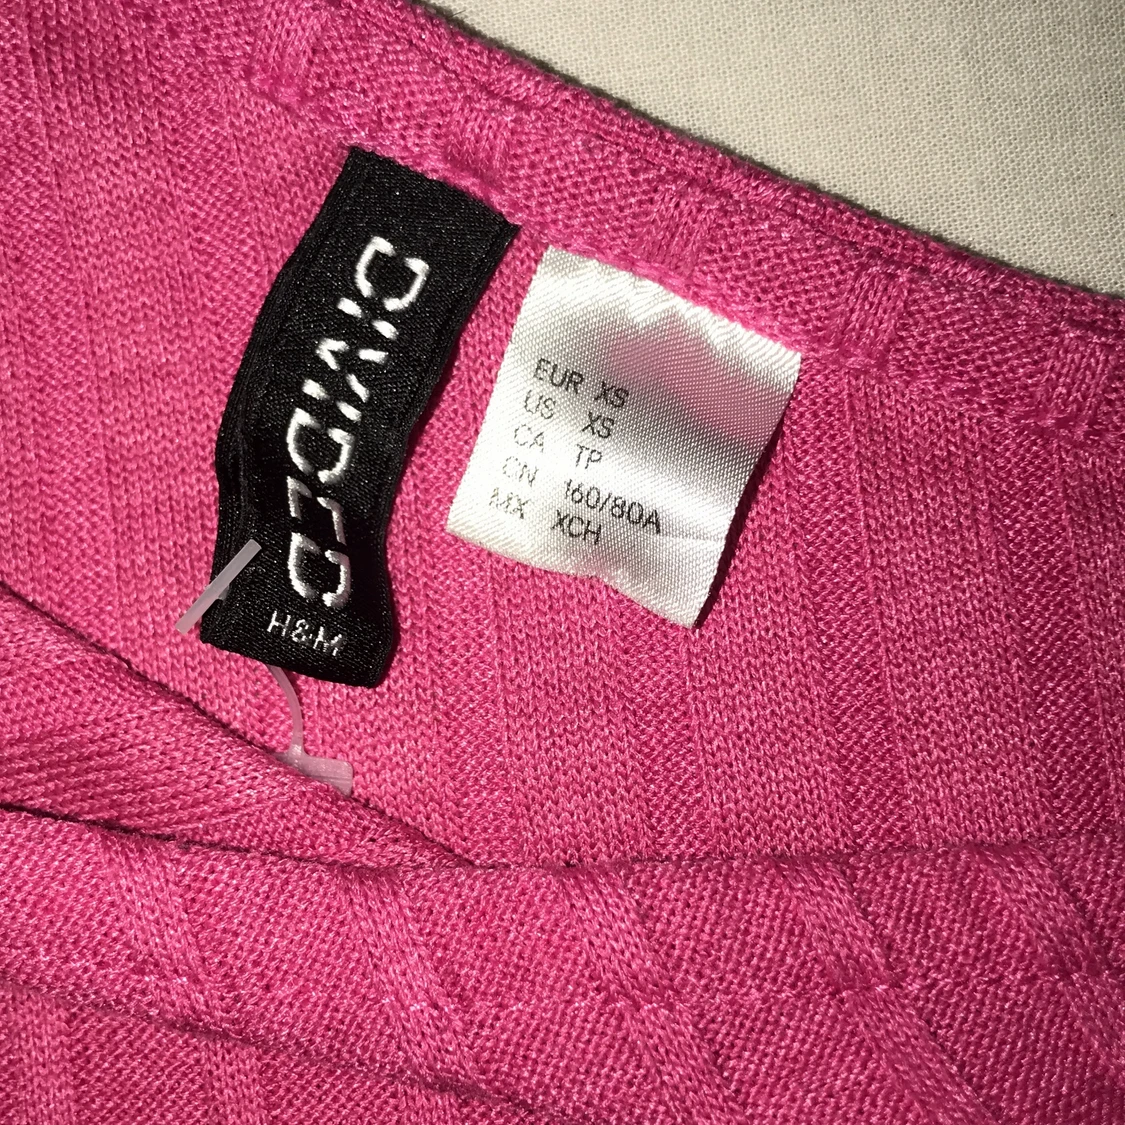 DIVIDED
H&M
EUR XS
US XS
CA TP
CN 160/80A
MX XCH